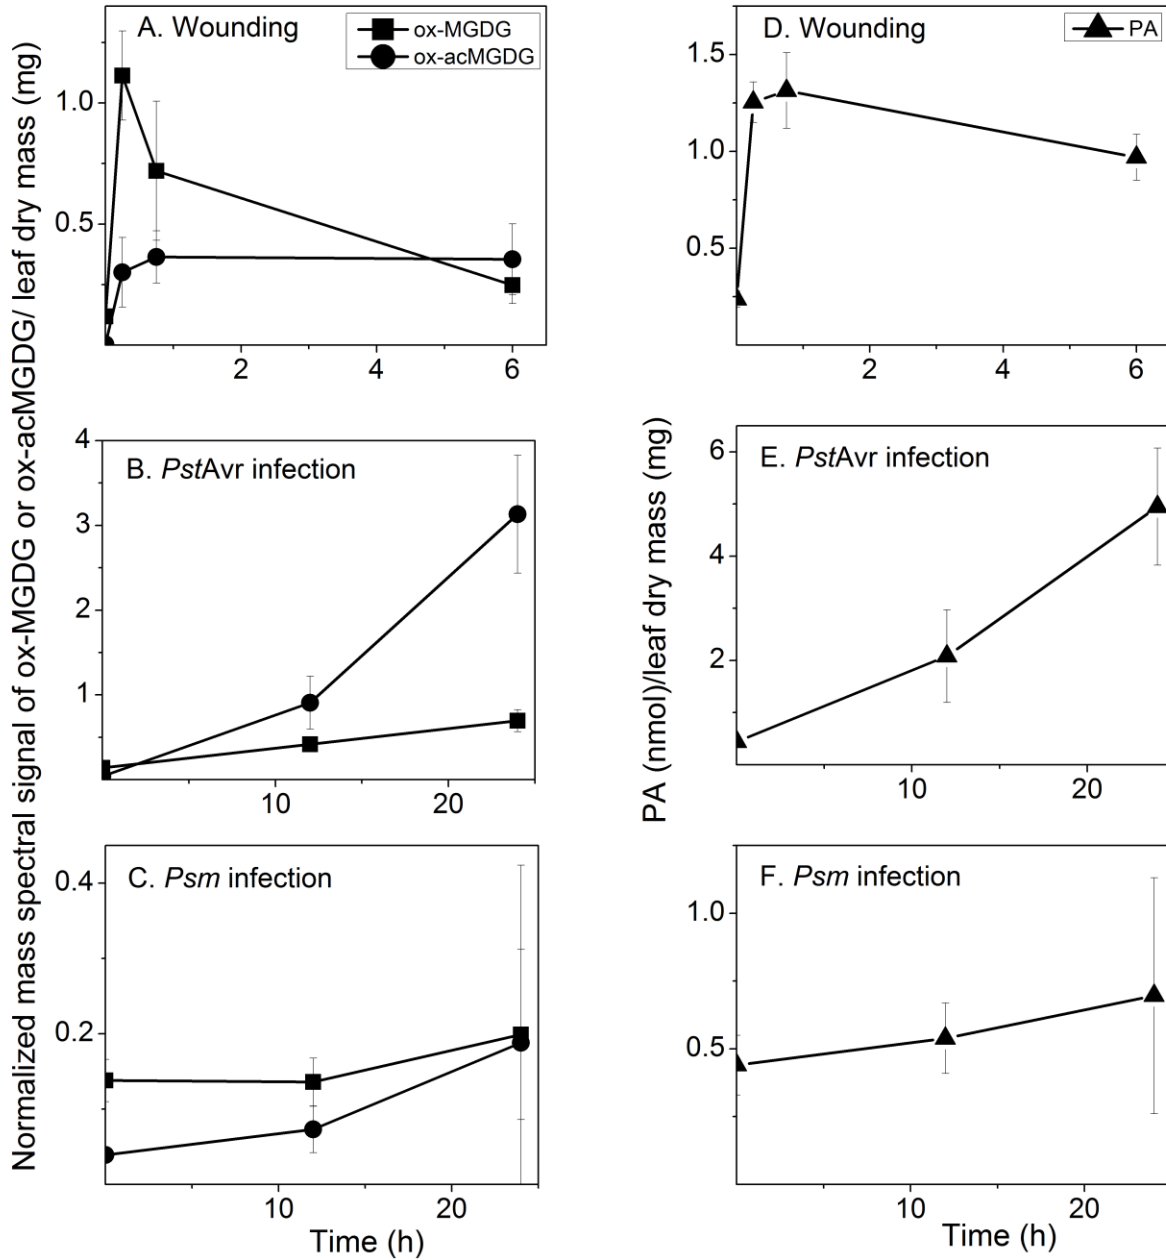 Normalized mass spectral signal of ox-MGDG or ox-acMGDG/ leaf dry mass (mg)
A. Wounding
ox-MGDG
ox-acMGDG
1.0
0.5
2
4
6
B. PstAvr infection
4
3
2
1
10
20
C. Psm infection
0.4
0.2
10
20
Time (h)
PA (nmol)/leaf dry mass (mg)
D. Wounding
PA
1.5
1.0
0.5
2
4
6
E. PstAvr infection
6
4
2
10
20
F. Psm infection
1.0
0.5
10
20
Time (h)